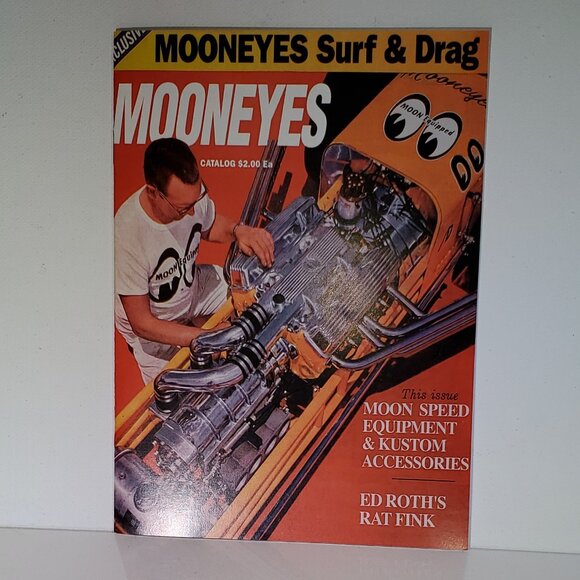 MOONEYES Surf & Drag
MOONEYES
CATALOG $2.00 Ea
Mooneyes
MOON Equipped
MOON EQUIPPED
This issue
MOON SPEED
EQUIPMENT
& KUSTOM
ACCESSORIES
ED ROTH'S
RAT FINK